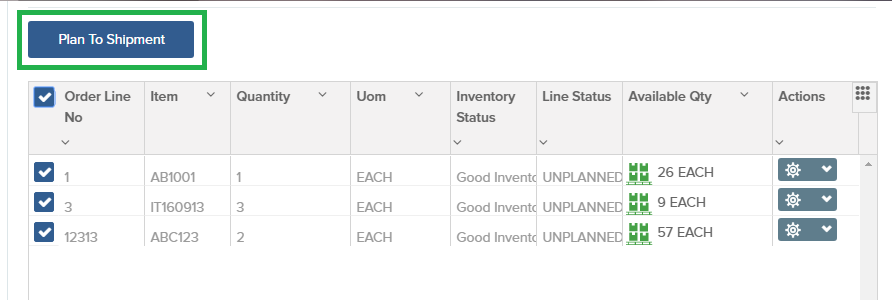 Plan To Shipment
Order Line No Item Quantity Uom Inventory Status Line Status Available Qty Actions
1 AB1001 1 EACH Good Invento UNPLANNED 26 EACH
3 IT160913 3 EACH Good Invento UNPLANNED 9 EACH
12313 ABC123 2 EACH Good Invento UNPLANNED 57 EACH